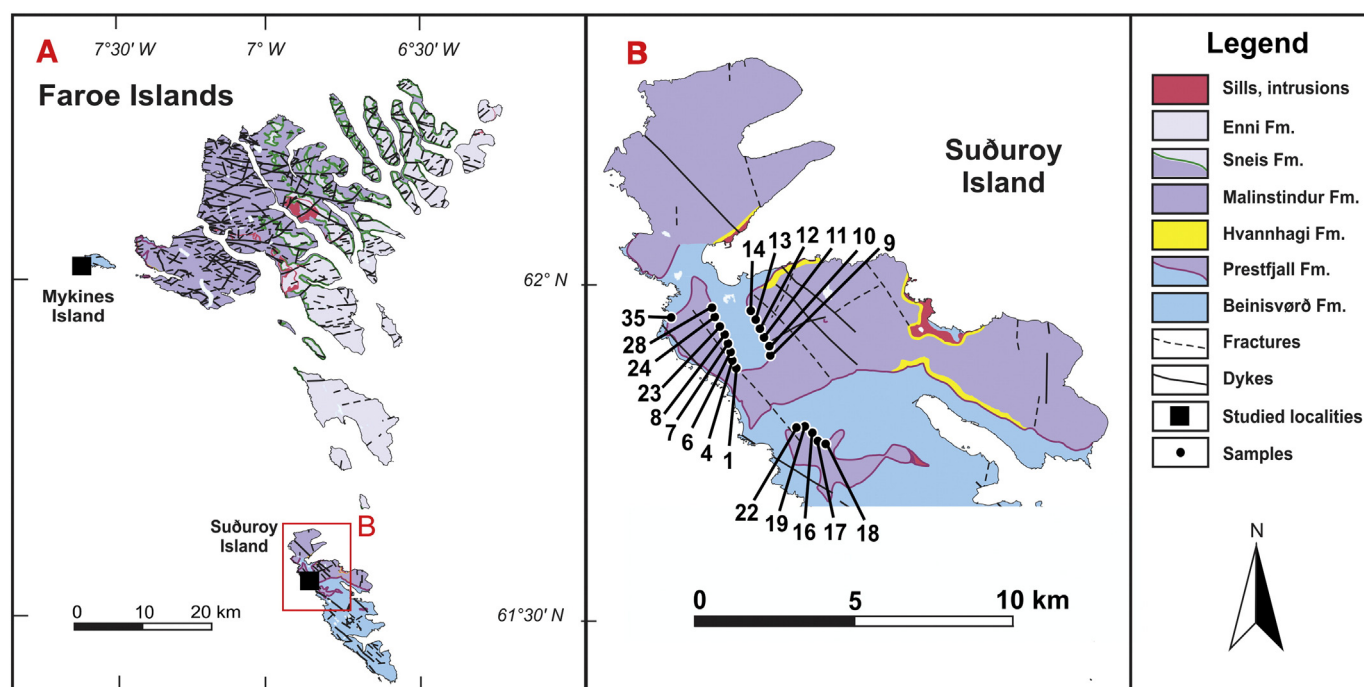 A
7°30' W
7° W
6°30' W
Faroe Islands
Mykines
Island
62° N
Suðuroy
Island
B
0 10 20 km
61°30' N
B
Suðuroy
Island
14
13
12
11
10
9
35
28
24
23
8
7
6
4
1
22
19
16
17
18
0 5 10 km
Legend
Sills, intrusions
Enni Fm.
Sneis Fm.
Malinstindur Fm.
Hvannhagi Fm.
Prestfjall Fm.
Beinisvørð Fm.
Fractures
Dykes
Studied localities
Samples
N